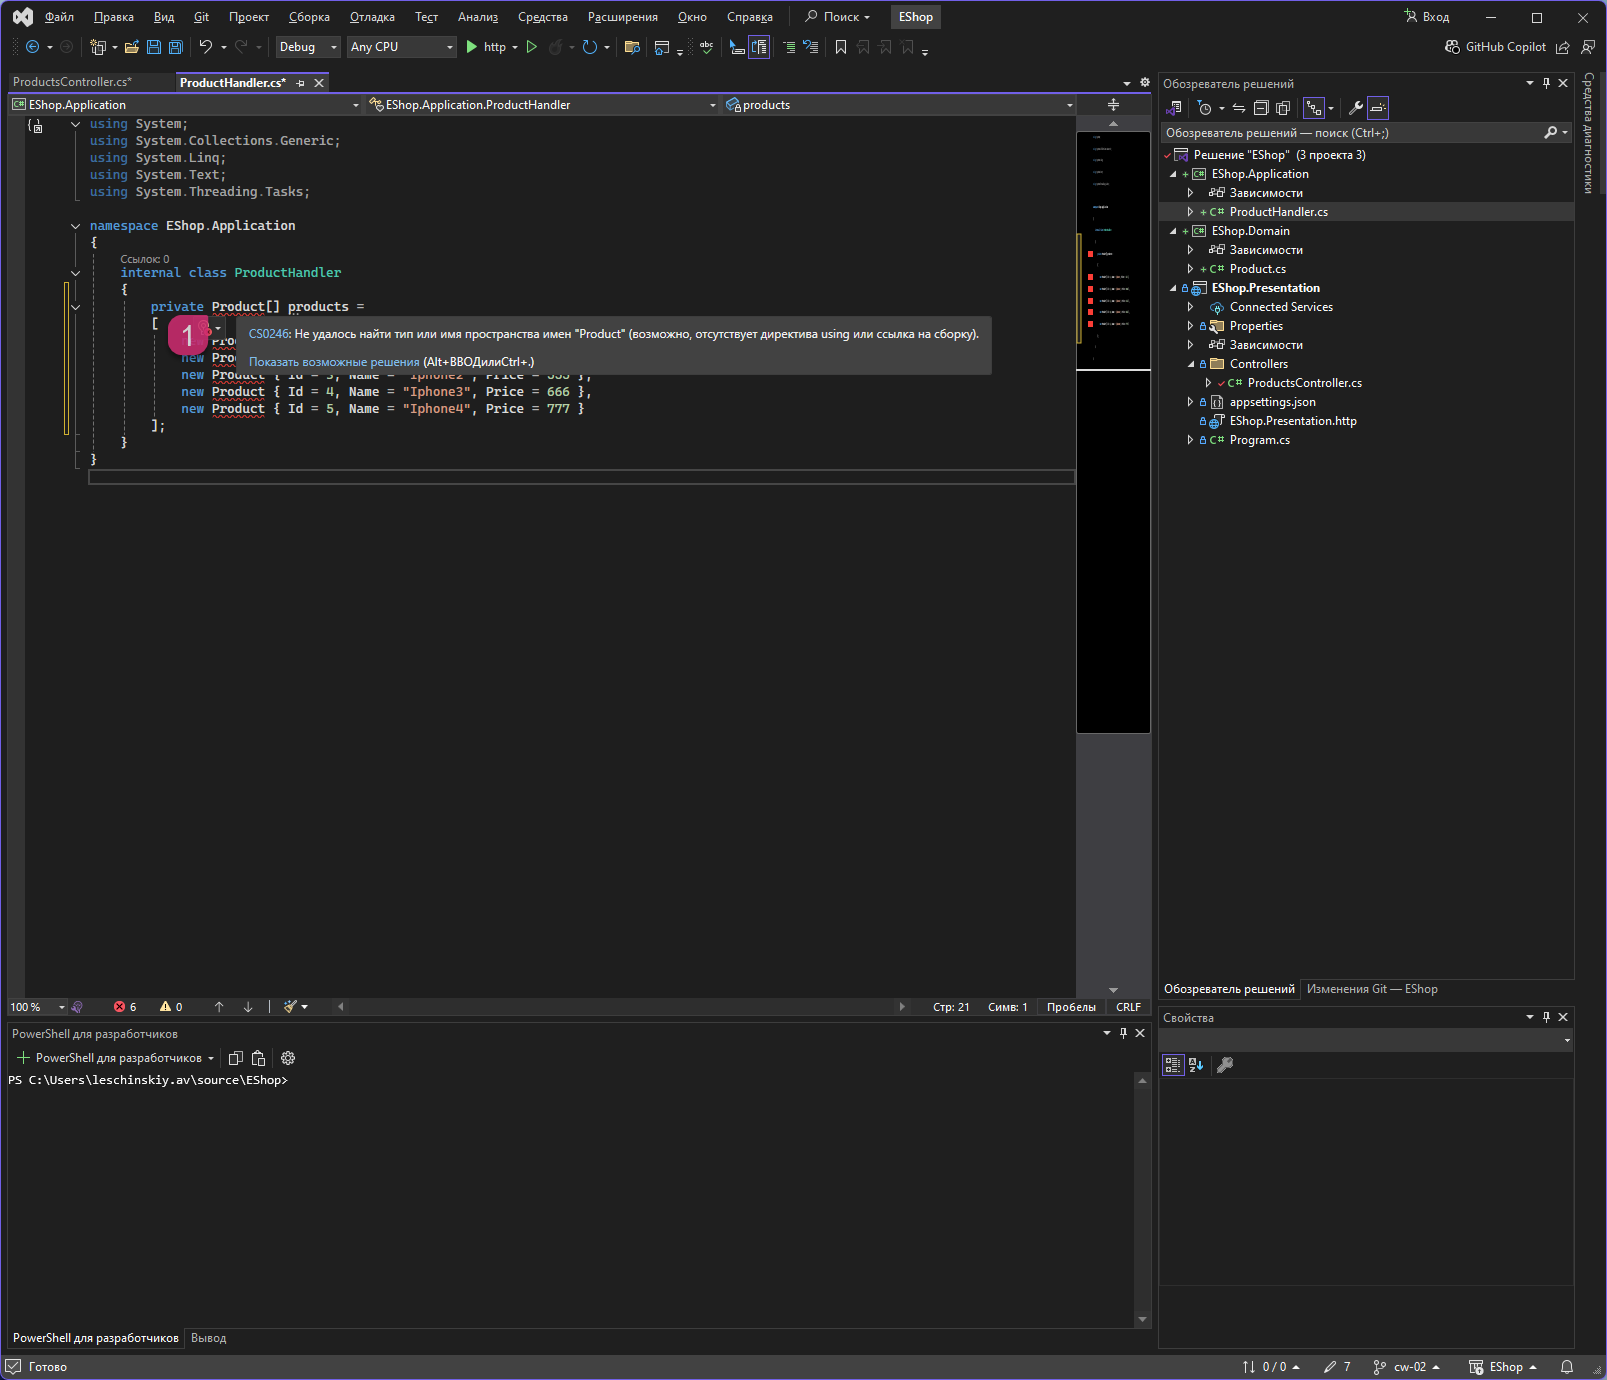 Файл Правка Вид Git Проект Сборка Отладка Тест Анализ Средства Расширения Окно Справка Поиск EShop Вход
Debug Any CPU http GitHub Copilot
ProductsController.cs* ProductHandler.cs*
EShop.Application EShop.Application.ProductHandler products
using System;
using System.Collections.Generic;
using System.Linq;
using System.Text;
using System.Threading.Tasks;
namespace EShop.Application
{
Ссылок: 0
internal class ProductHandler
{
private Product[] products =
[
1
CS0246: Не удалось найти тип или имя пространства имен "Product" (возможно, отсутствует директива using или ссылка на сборку).
Показать возможные решения (Alt+ВВОДилиCtrl+.)
new Pro
new Product { Id = 3, Name = "Iphone2", Price = 555 },
new Product { Id = 4, Name = "Iphone3", Price = 666 },
new Product { Id = 5, Name = "Iphone4", Price = 777 }
];
}
}
100 % 6 0 Стр: 21 Симв: 1 Пробелы CRLF
PowerShell для разработчиков
PowerShell для разработчиков
PS C:\Users\leschinskiy.av\source\EShop>
PowerShell для разработчиков Вывод
Обозреватель решений
Обозреватель решений — поиск (Ctrl+;)
Решение "EShop" (3 проекта 3)
EShop.Application
Зависимости
ProductHandler.cs
EShop.Domain
Зависимости
Product.cs
EShop.Presentation
Connected Services
Properties
Зависимости
Controllers
ProductsController.cs
appsettings.json
EShop.Presentation.http
Program.cs
Обозреватель решений Изменения Git — EShop
Свойства
Средства диагностики
Готово 0 / 0 7 cw-02 EShop